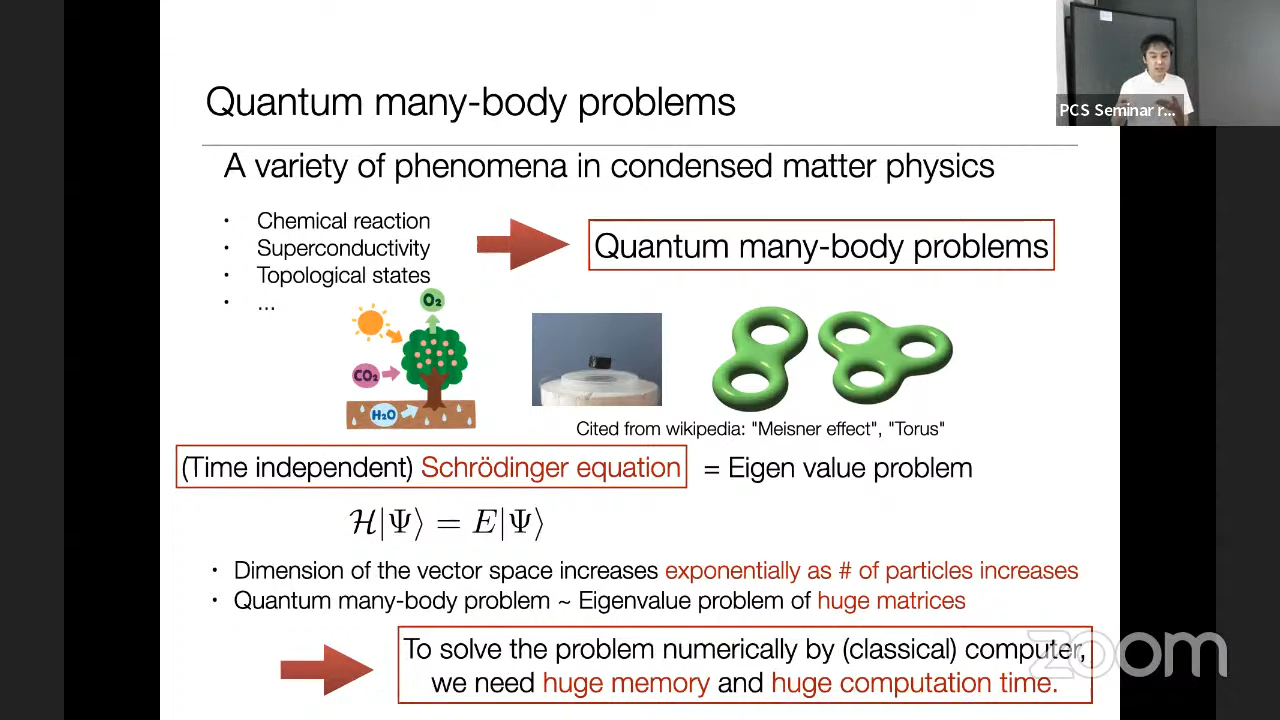 PCS Seminar r...
Quantum many-body problems
A variety of phenomena in condensed matter physics
• Chemical reaction
• Superconductivity
• Topological states
• ...
Quantum many-body problems
O₂
CO₂
H₂O
Cited from wikipedia: "Meisner effect", "Torus"
(Time independent) Schrödinger equation = Eigen value problem
ℋ|Ψ⟩ = E|Ψ⟩
• Dimension of the vector space increases exponentially as # of particles increases
• Quantum many-body problem ~ Eigenvalue problem of huge matrices
To solve the problem numerically by (classical) computer,
we need huge memory and huge computation time.
zoom